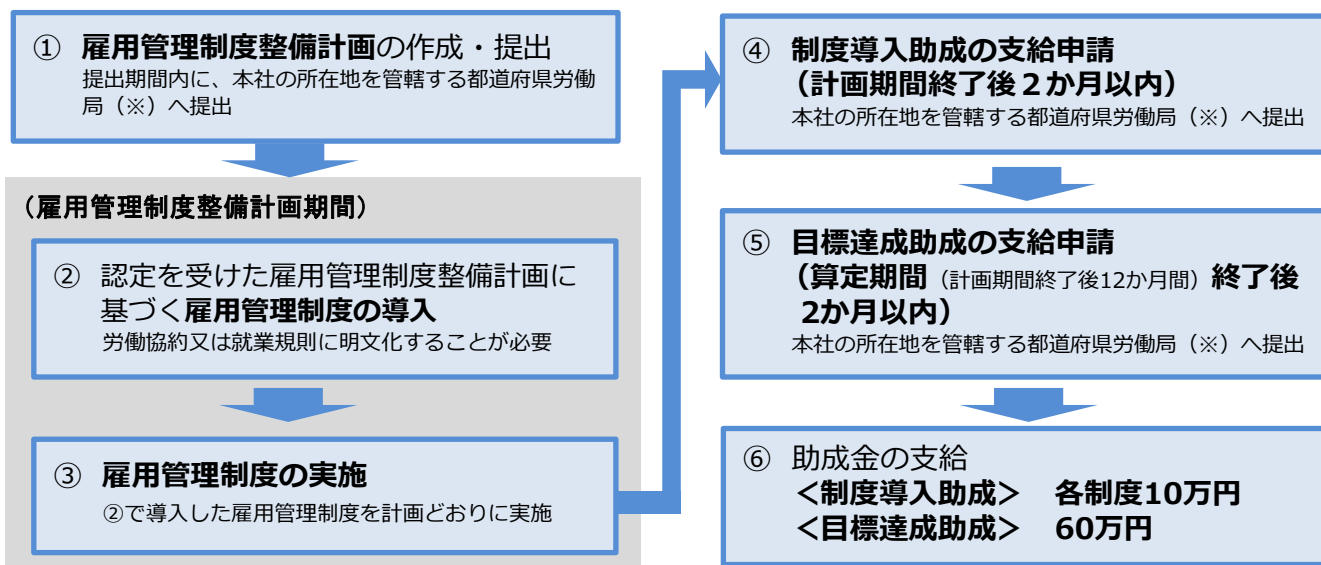 ① 雇用管理制度整備計画の作成・提出
提出期間内に、本社の所在地を管轄する都道府県労働
局（※）へ提出
（雇用管理制度整備計画期間）
② 認定を受けた雇用管理制度整備計画に
基づく雇用管理制度の導入
労働協約又は就業規則に明文化することが必要
③ 雇用管理制度の実施
②で導入した雇用管理制度を計画どおりに実施
④ 制度導入助成の支給申請
（計画期間終了後２か月以内）
本社の所在地を管轄する都道府県労働局（※）へ提出
⑤ 目標達成助成の支給申請
（算定期間（計画期間終了後12か月間）終了後
2か月以内）
本社の所在地を管轄する都道府県労働局（※）へ提出
⑥ 助成金の支給
＜制度導入助成＞ 各制度10万円
＜目標達成助成＞ 60万円